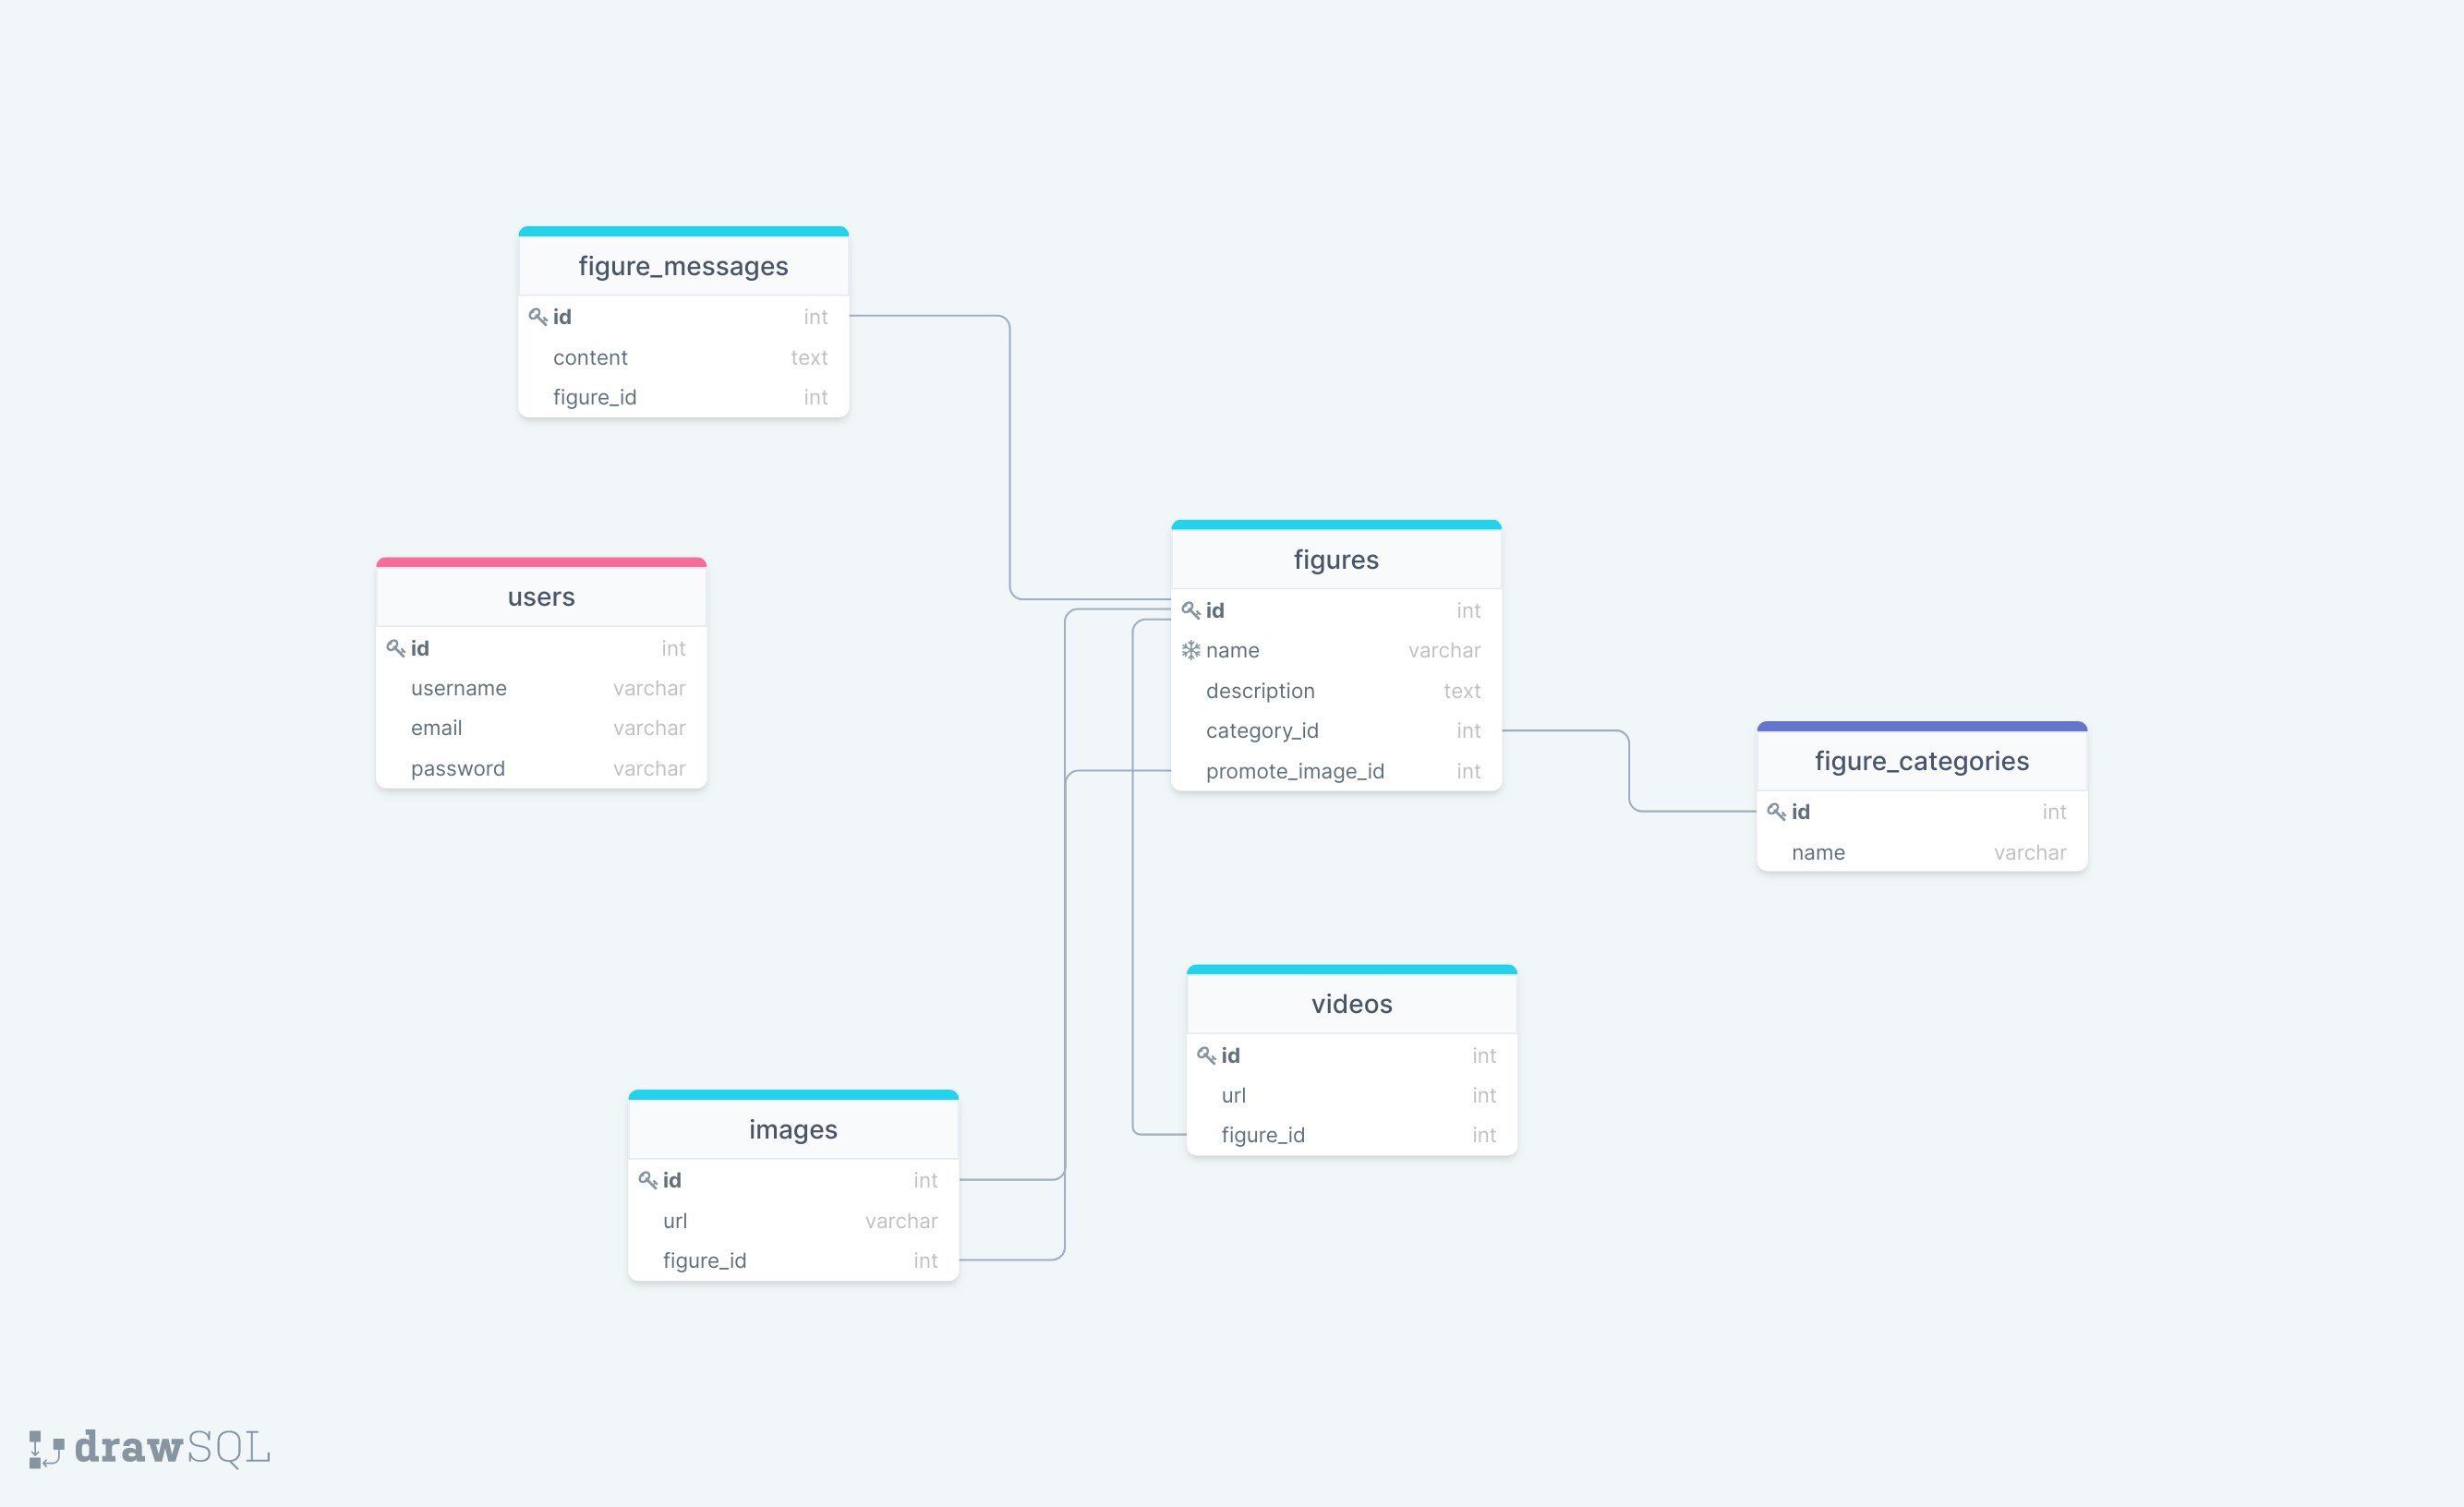 figure_messages
id int
content text
figure_id int
users
id int
username varchar
email varchar
password varchar
figures
id int
name varchar
description text
category_id int
promote_image_id int
figure_categories
id int
name varchar
videos
id int
url int
figure_id int
images
id int
url varchar
figure_id int
drawSQL